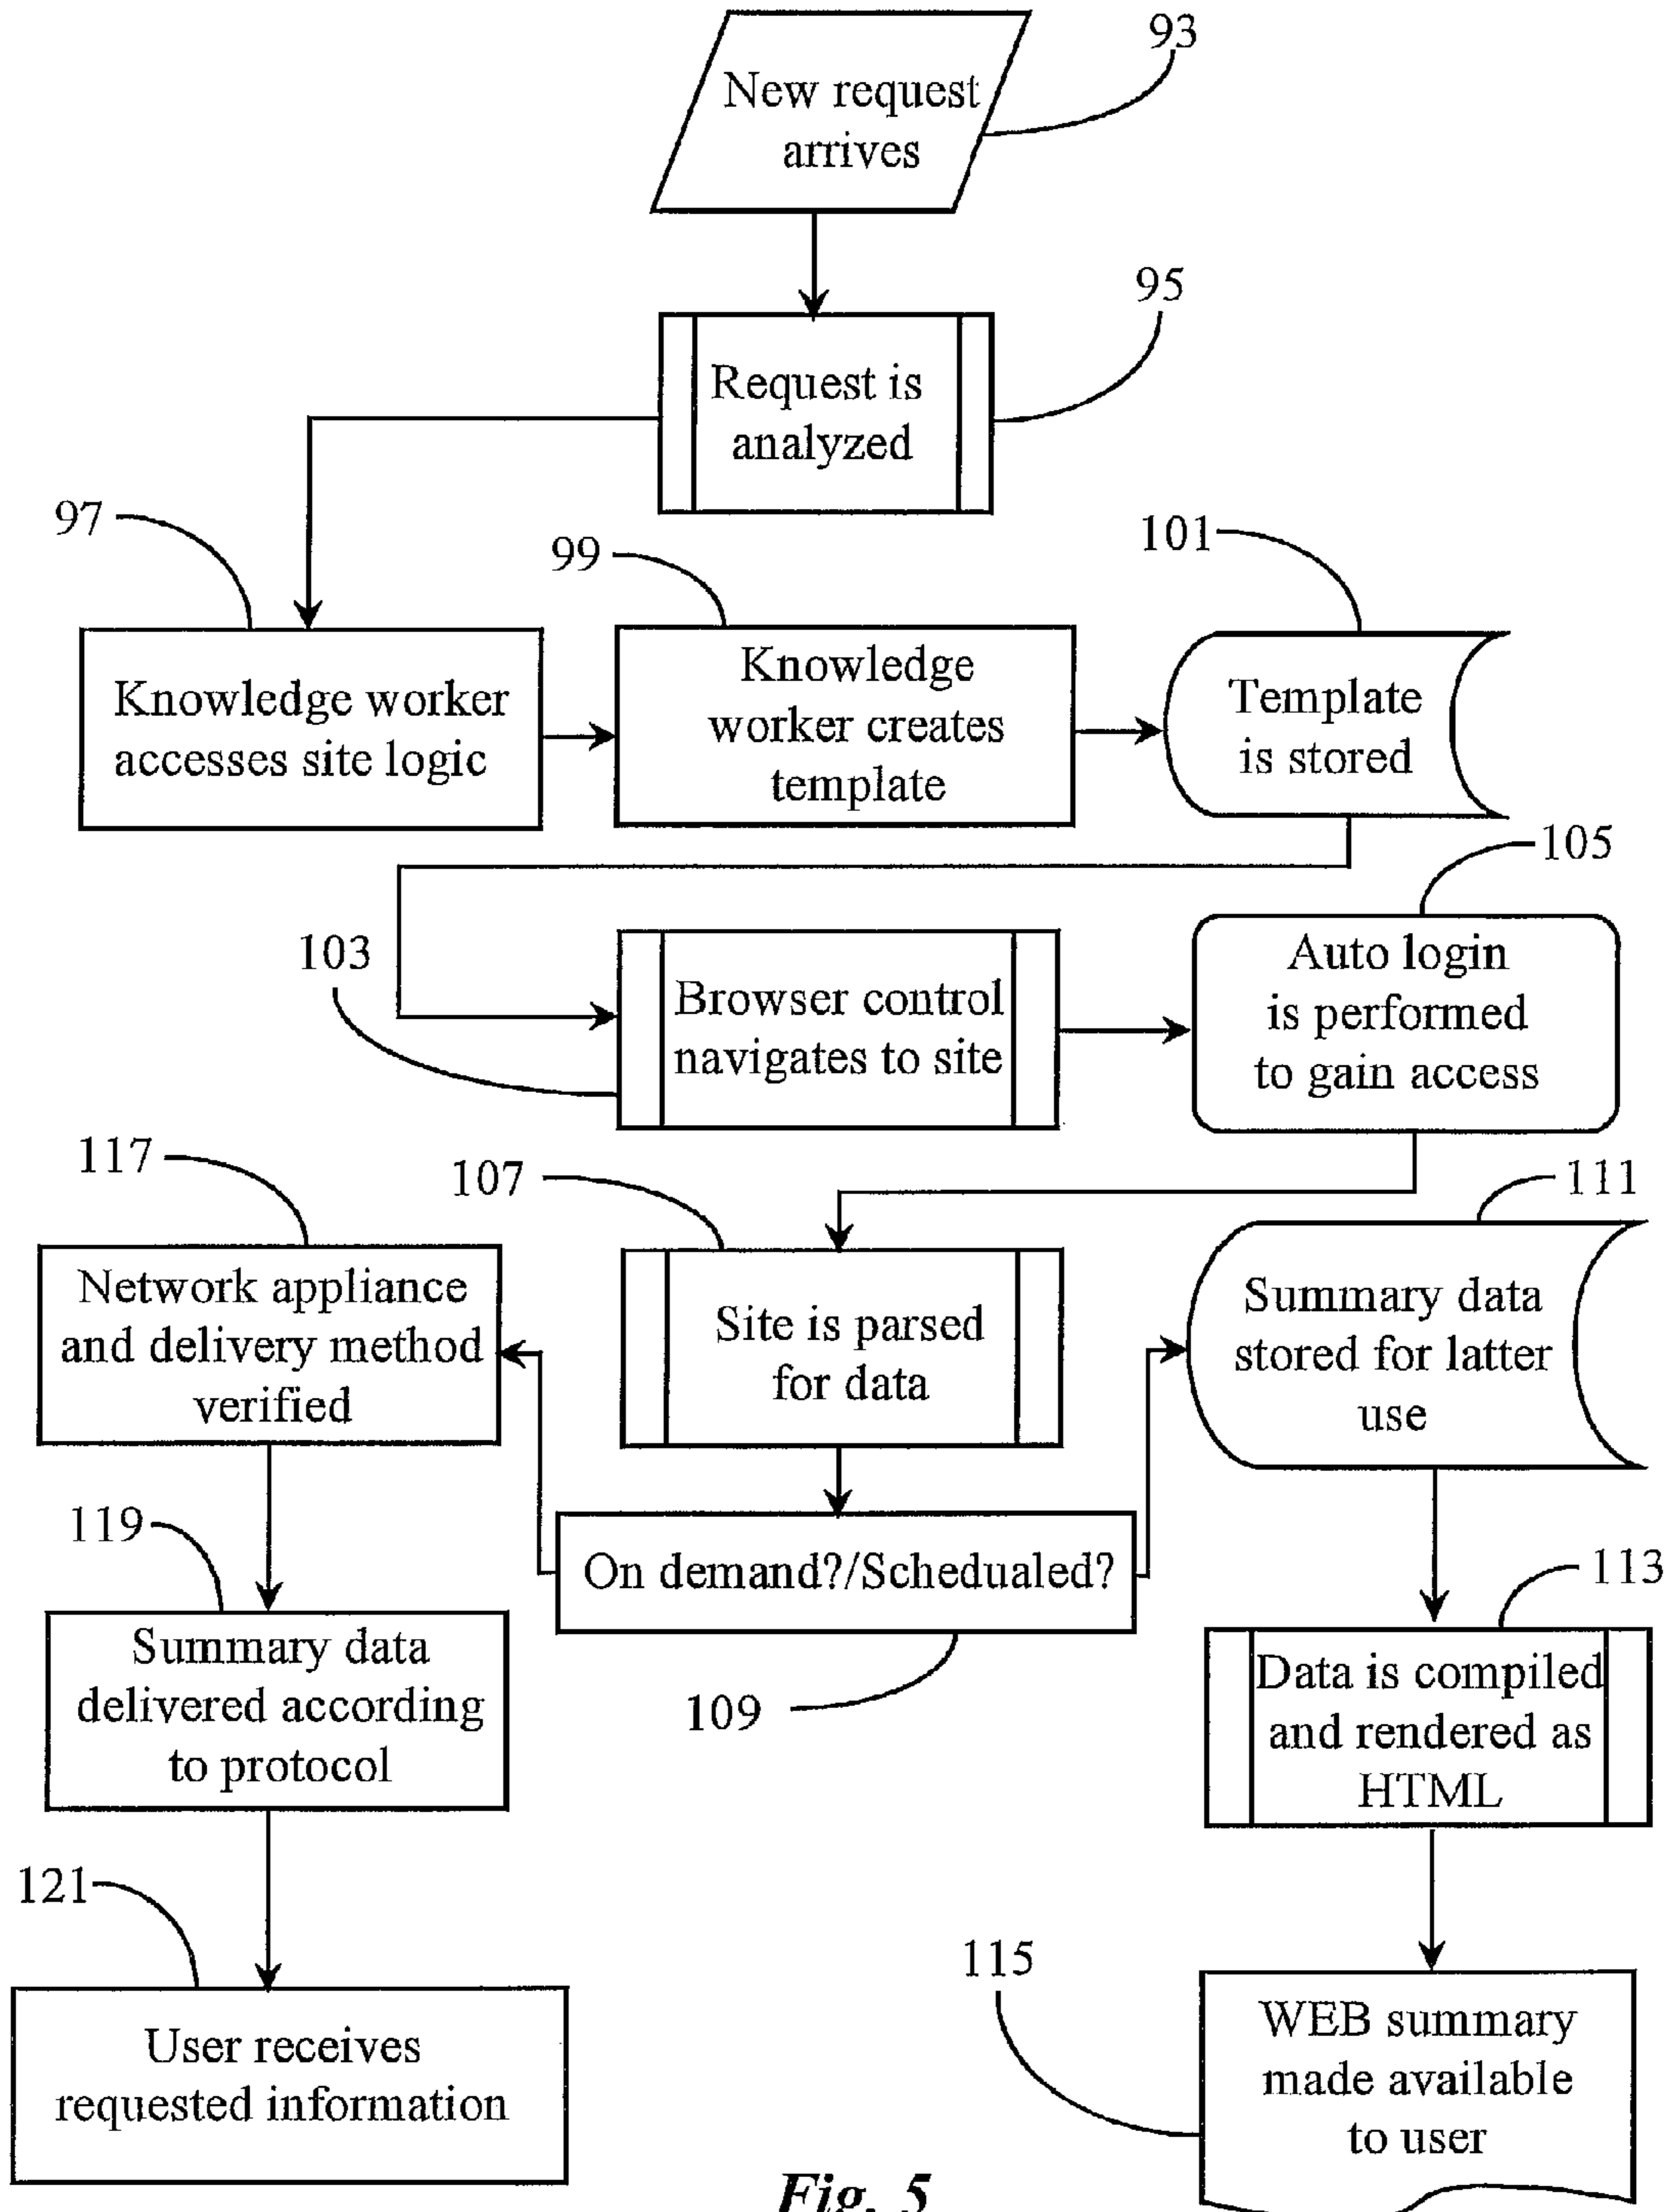 93
New request
arrives
95
Request is
analyzed
97
99
101
Knowledge worker
accesses site logic
Knowledge
worker creates
template
Template
is stored
105
103
Browser control
navigates to site
Auto login
is performed
to gain access
117
107
111
Network appliance
and delivery method
verified
Site is parsed
for data
Summary data
stored for latter
use
119
On demand?/Schedualed?
113
Summary data
delivered according
to protocol
109
Data is compiled
and rendered as
HTML
121
115
User receives
requested information
WEB summary
made available
to user
Fig. 5